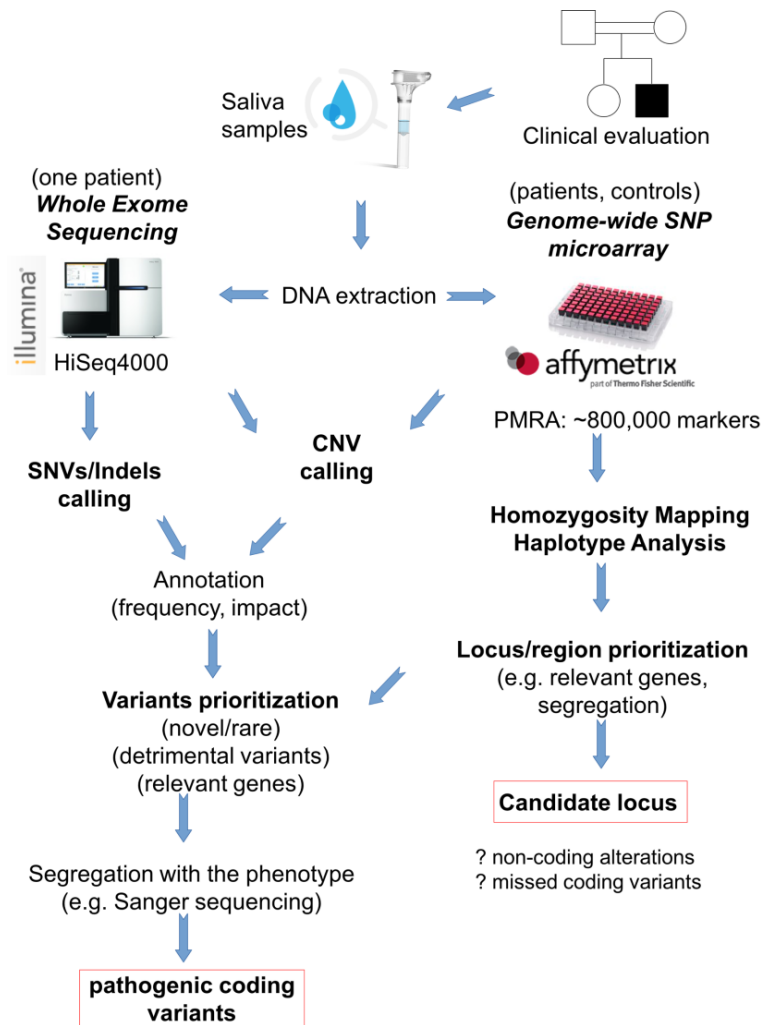 Saliva
samples
Clinical evaluation
(one patient)
Whole Exome
Sequencing
(patients, controls)
Genome-wide SNP
microarray
illumina®
HiSeq4000
DNA extraction
affymetrix
part of Thermo Fisher Scientific
PMRA: ~800,000 markers
SNVs/Indels
calling
CNV
calling
Homozygosity Mapping
Haplotype Analysis
Annotation
(frequency, impact)
Locus/region prioritization
(e.g. relevant genes,
segregation)
Variants prioritization
(novel/rare)
(detrimental variants)
(relevant genes)
Candidate locus
? non-coding alterations
? missed coding variants
Segregation with the phenotype
(e.g. Sanger sequencing)
pathogenic coding
variants